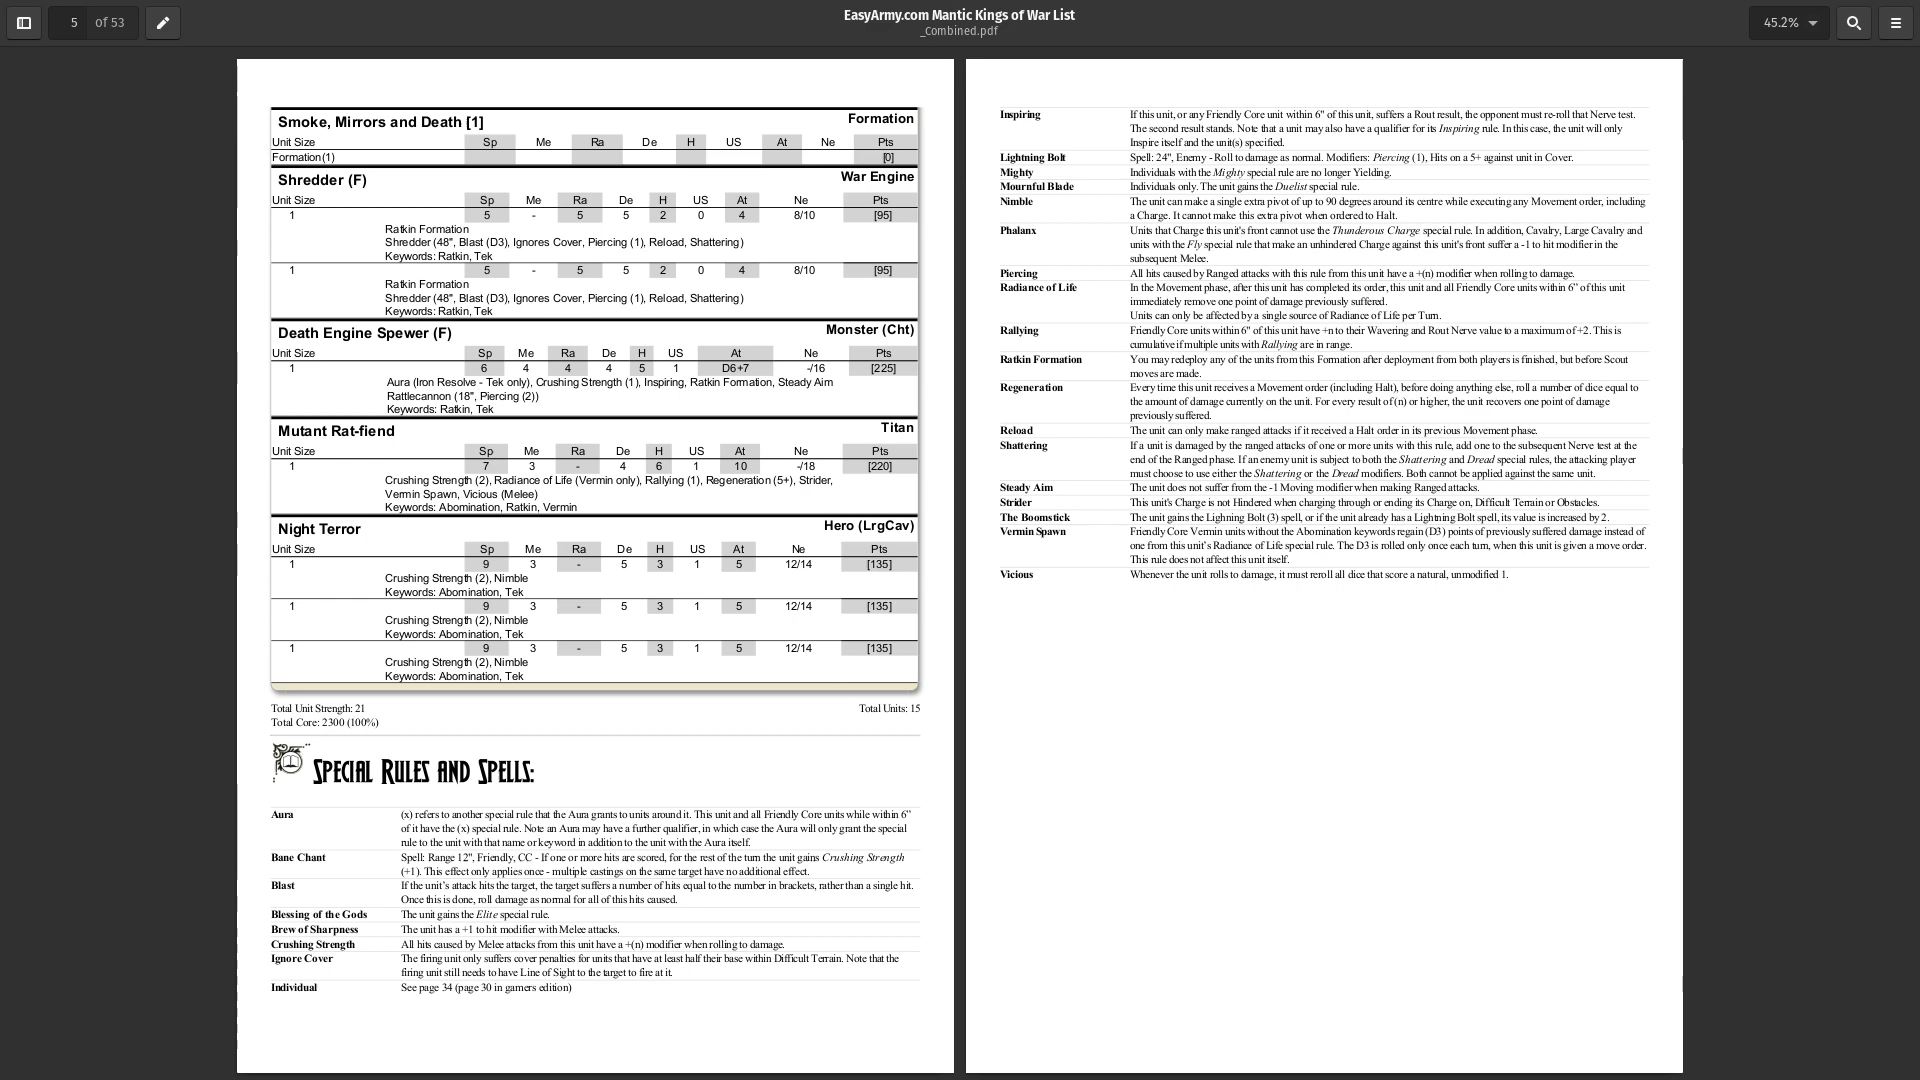 5 of 53
EasyArmy.com Mantic Kings of War List
_Combined.pdf
45.2%
Smoke, Mirrors and Death [1] Formation
Unit Size Sp Me Ra De H US At Ne Pts
Formation(1) [0]
Shredder (F) War Engine
Unit Size Sp Me Ra De H US At Ne Pts
1 5 - 5 5 2 0 4 8/10 [95]
Ratkin Formation
Shredder (48", Blast (D3), Ignores Cover, Piercing (1), Reload, Shattering)
Keywords: Ratkin, Tek
1 5 - 5 5 2 0 4 8/10 [95]
Ratkin Formation
Shredder (48", Blast (D3), Ignores Cover, Piercing (1), Reload, Shattering)
Keywords: Ratkin, Tek
Death Engine Spewer (F) Monster (Cht)
Unit Size Sp Me Ra De H US At Ne Pts
1 6 4 4 4 5 1 D6+7 -/16 [225]
Aura (Iron Resolve - Tek only), Crushing Strength (1), Inspiring, Ratkin Formation, Steady Aim
Rattlecannon (18", Piercing (2))
Keywords: Ratkin, Tek
Mutant Rat-fiend Titan
Unit Size Sp Me Ra De H US At Ne Pts
1 7 3 - 4 6 1 10 -/18 [220]
Crushing Strength (2), Radiance of Life (Vermin only), Rallying (1), Regeneration (5+), Strider,
Vermin Spawn, Vicious (Melee)
Keywords: Abomination, Ratkin, Vermin
Night Terror Hero (LrgCav)
Unit Size Sp Me Ra De H US At Ne Pts
1 9 3 - 5 3 1 5 12/14 [135]
Crushing Strength (2), Nimble
Keywords: Abomination, Tek
1 9 3 - 5 3 1 5 12/14 [135]
Crushing Strength (2), Nimble
Keywords: Abomination, Tek
1 9 3 - 5 3 1 5 12/14 [135]
Crushing Strength (2), Nimble
Keywords: Abomination, Tek
Total Unit Strength: 21 Total Units: 15
Total Core: 2300 (100%)
Special Rules and Spells:
Aura (x) refers to another special rule that the Aura grants to units around it. This unit and all Friendly Core units while within 6”
of it have the (x) special rule. Note an Aura may have a further qualifier, in which case the Aura will only grant the special
rule to the unit with that name or keyword in addition to the unit with the Aura itself.
Bane Chant Spell: Range 12", Friendly, CC - If one or more hits are scored, for the rest of the turn the unit gains Crushing Strength
(+1). This effect only applies once - multiple castings on the same target have no additional effect.
Blast If the unit’s attack hits the target, the target suffers a number of hits equal to the number in brackets, rather than a single hit.
Once this is done, roll damage as normal for all of this hits caused.
Blessing of the Gods The unit gains the Elite special rule.
Brew of Sharpness The unit has a +1 to hit modifier with Melee attacks.
Crushing Strength All hits caused by Melee attacks from this unit have a +(n) modifier when rolling to damage.
Ignore Cover The firing unit only suffers cover penalties for units that have at least half their base within Difficult Terrain. Note that the
firing unit still needs to have Line of Sight to the target to fire at it.
Individual See page 34 (page 30 in gamers edition)
Inspiring If this unit, or any Friendly Core unit within 6" of this unit, suffers a Rout result, the opponent must re-roll that Nerve test.
The second result stands. Note that a unit may also have a qualifier for its Inspiring rule. In this case, the unit will only
Inspire itself and the unit(s) specified.
Lightning Bolt Spell: 24", Enemy - Roll to damage as normal. Modifiers: Piercing (1), Hits on a 5+ against unit in Cover.
Mighty Individuals with the Mighty special rule are no longer Yielding.
Mournful Blade Individuals only. The unit gains the Duelist special rule.
Nimble The unit can make a single extra pivot of up to 90 degrees around its centre while executing any Movement order, including
a Charge. It cannot make this extra pivot when ordered to Halt.
Phalanx Units that Charge this unit's front cannot use the Thunderous Charge special rule. In addition, Cavalry, Large Cavalry and
units with the Fly special rule that make an unhindered Charge against this unit's front suffer a -1 to hit modifier in the
subsequent Melee.
Piercing All hits caused by Ranged attacks with this rule from this unit have a +(n) modifier when rolling to damage.
Radiance of Life In the Movement phase, after this unit has completed its order, this unit and all Friendly Core units within 6” of this unit
immediately remove one point of damage previously suffered.
Units can only be affected by a single source of Radiance of Life per Turn.
Rallying Friendly Core units within 6" of this unit have +n to their Wavering and Rout Nerve value to a maximum of +2. This is
cumulative if multiple units with Rallying are in range.
Ratkin Formation You may redeploy any of the units from this Formation after deployment from both players is finished, but before Scout
moves are made.
Regeneration Every time this unit receives a Movement order (including Halt), before doing anything else, roll a number of dice equal to
the amount of damage currently on the unit. For every result of (n) or higher, the unit recovers one point of damage
previously suffered.
Reload The unit can only make ranged attacks if it received a Halt order in its previous Movement phase.
Shattering If a unit is damaged by the ranged attacks of one or more units with this rule, add one to the subsequent Nerve test at the
end of the Ranged phase. If an enemy unit is subject to both the Shattering and Dread special rules, the attacking player
must choose to use either the Shattering or the Dread modifiers. Both cannot be applied against the same unit.
Steady Aim The unit does not suffer from the -1 Moving modifier when making Ranged attacks.
Strider This unit's Charge is not Hindered when charging through or ending its Charge on, Difficult Terrain or Obstacles.
The Boomstick The unit gains the Lighning Bolt (3) spell, or if the unit already has a Lightning Bolt spell, its value is increased by 2.
Vermin Spawn Friendly Core Vermin units without the Abomination keywords regain (D3) points of previously suffered damage instead of
one from this unit's Radiance of Life special rule. The D3 is rolled only once each turn, when this unit is given a move order.
This rule does not affect this unit itself.
Vicious Whenever the unit rolls to damage, it must reroll all dice that score a natural, unmodified 1.